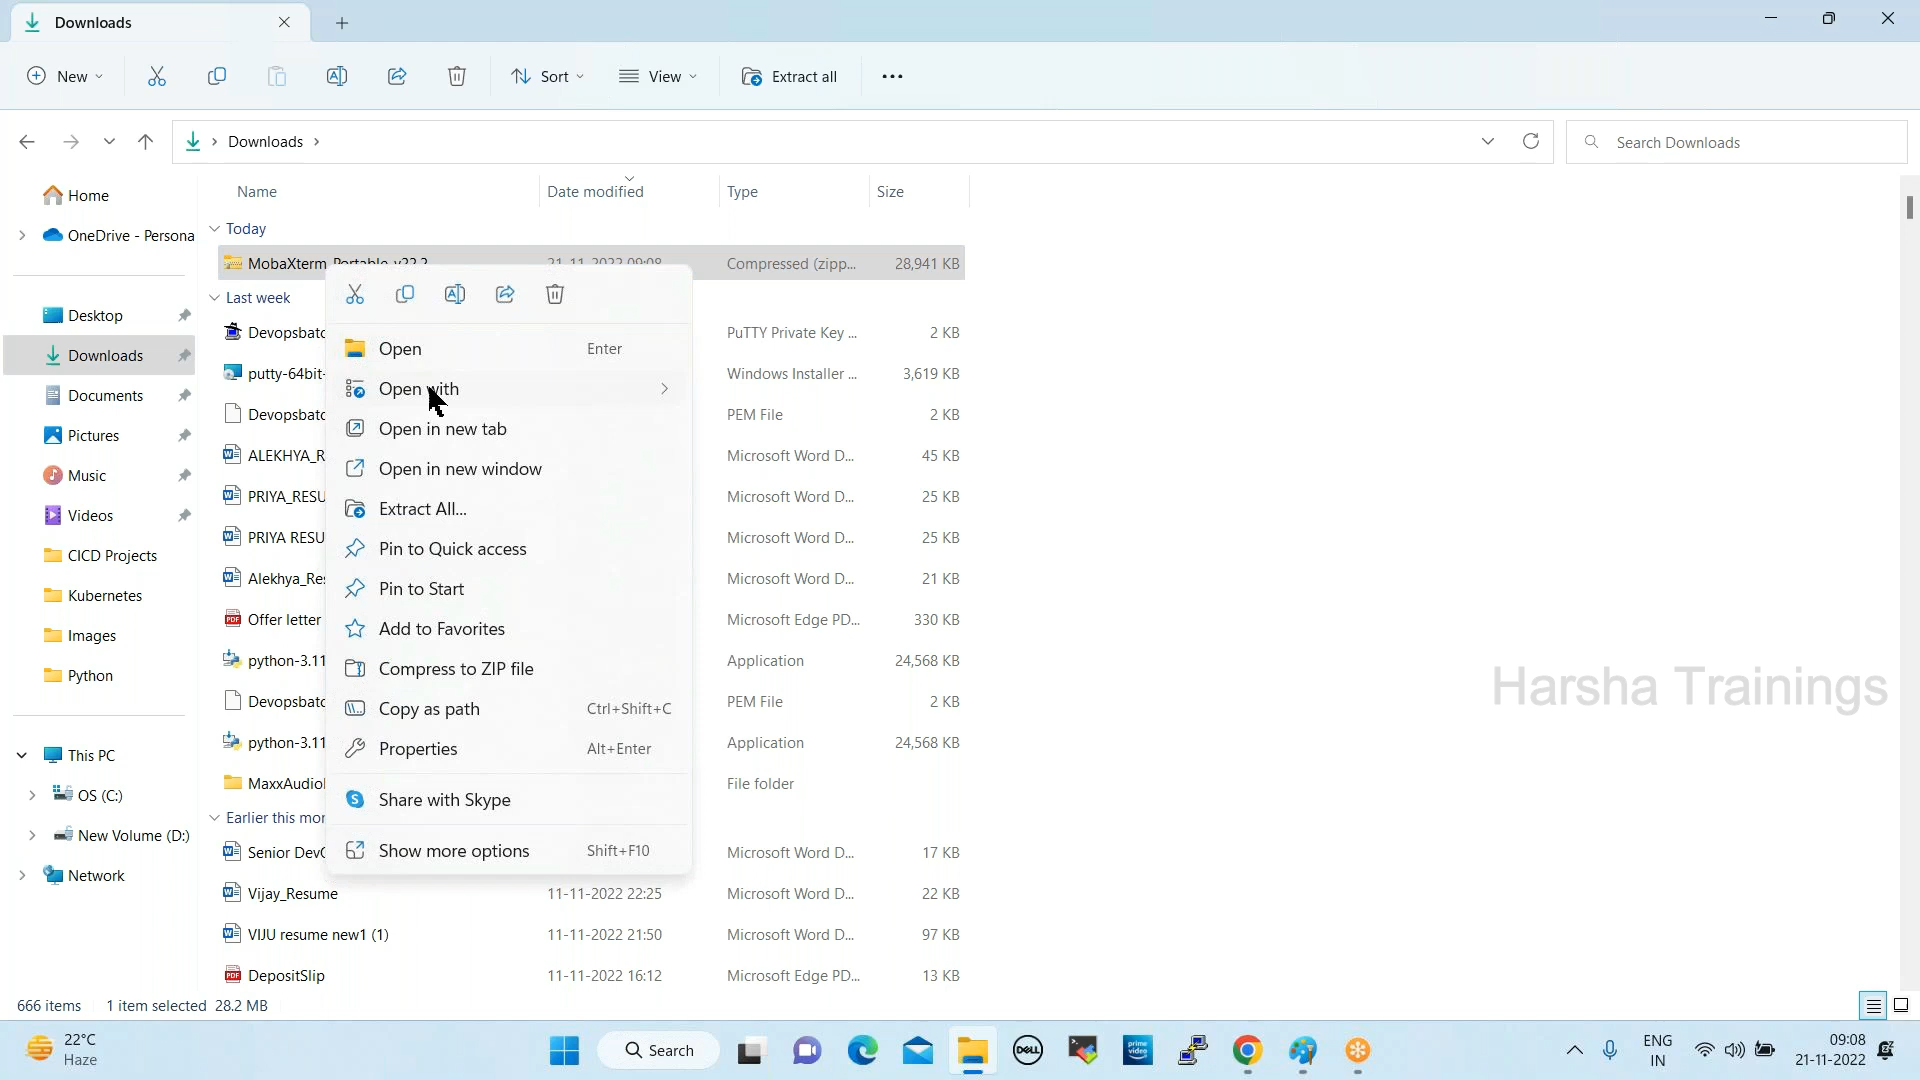 Downloads
New
Sort
View
Extract all
Downloads
Search Downloads
Name
Date modified
Type
Size
Home
OneDrive - Persona
Desktop
Downloads
Documents
Pictures
Music
Videos
CICD Projects
Kubernetes
Images
Python
This PC
OS (C:)
New Volume (D:)
Network
Today
MobaXterm_Portable_v22.2 21-11-2022 09:08 Compressed (zipp... 28,941 KB
Last week
Devopsbatc PuTTY Private Key ... 2 KB
putty-64bit- Windows Installer ... 3,619 KB
Devopsbatc PEM File 2 KB
ALEKHYA_R Microsoft Word D... 45 KB
PRIYA_RESU Microsoft Word D... 25 KB
PRIYA RESU Microsoft Word D... 25 KB
Alekhya_Res Microsoft Word D... 21 KB
Offer letter Microsoft Edge PD... 330 KB
python-3.11 Application 24,568 KB
Devopsbatc PEM File 2 KB
python-3.11 Application 24,568 KB
MaxxAudio File folder
Earlier this mon
Senior DevO Microsoft Word D... 17 KB
Vijay_Resume 11-11-2022 22:25 Microsoft Word D... 22 KB
VIJU resume new1 (1) 11-11-2022 21:50 Microsoft Word D... 97 KB
DepositSlip 11-11-2022 16:12 Microsoft Edge PD... 13 KB
Open Enter
Open with
Open in new tab
Open in new window
Extract All...
Pin to Quick access
Pin to Start
Add to Favorites
Compress to ZIP file
Copy as path Ctrl+Shift+C
Properties Alt+Enter
Share with Skype
Show more options Shift+F10
Harsha Trainings
666 items 1 item selected 28.2 MB
22°C
Haze
Search
DELL
prime video
ENG
IN
09:08
21-11-2022